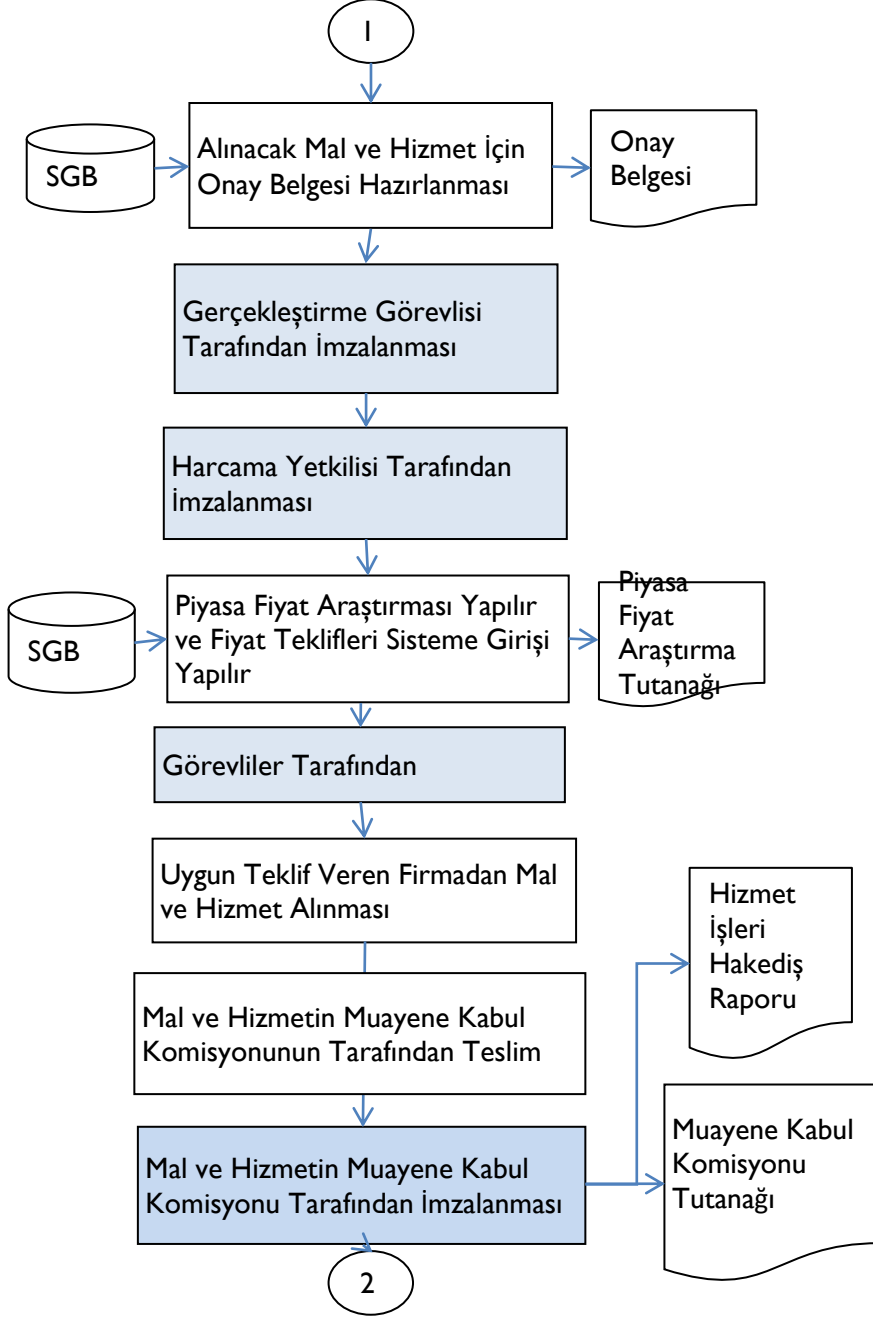 1
SGB
Alınacak Mal ve Hizmet İçin
Onay Belgesi Hazırlanması
Onay
Belgesi
Gerçekleştirme Görevlisi
Tarafından İmzalanması
Harcama Yetkilisi Tarafından
İmzalanması
SGB
Piyasa Fiyat Araştırması Yapılır
ve Fiyat Teklifleri Sisteme Girişi
Yapılır
Piyasa
Fiyat
Araştırma
Tutanağı
Görevliler Tarafından
Uygun Teklif Veren Firmadan Mal
ve Hizmet Alınması
Mal ve Hizmetin Muayene Kabul
Komisyonunun Tarafından Teslim
Hizmet
İşleri
Hakediş
Raporu
Mal ve Hizmetin Muayene Kabul
Komisyonu Tarafından İmzalanması
Muayene Kabul
Komisyonu
Tutanağı
2